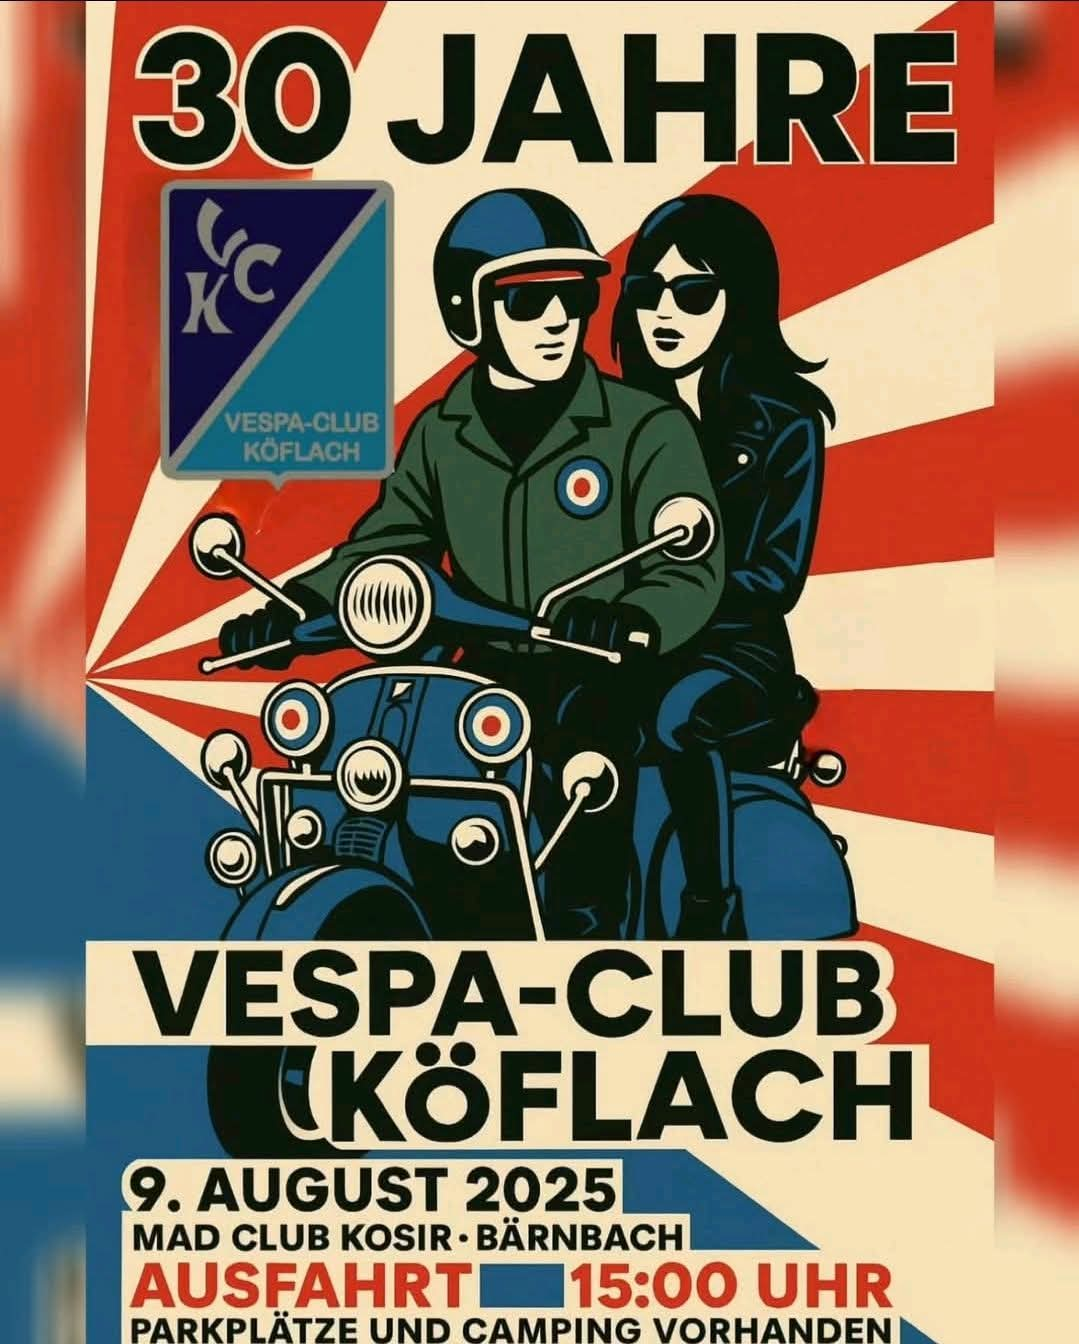 30 JAHRE
V
K C
VESPA-CLUB
KÖFLACH
VESPA-CLUB
KÖFLACH
9. AUGUST 2025
MAD CLUB KOSIR · BÄRNBACH
AUSFAHRT 15:00 UHR
PARKPLÄTZE UND CAMPING VORHANDEN